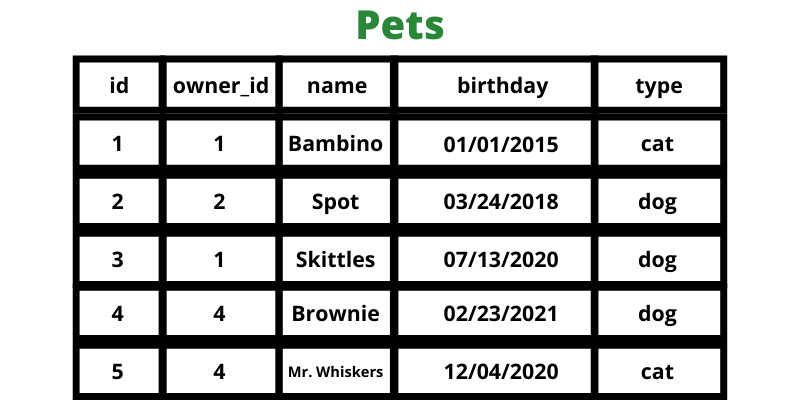 Pets
id owner_id name birthday type
1 1 Bambino 01/01/2015 cat
2 2 Spot 03/24/2018 dog
3 1 Skittles 07/13/2020 dog
4 4 Brownie 02/23/2021 dog
5 4 Mr. Whiskers 12/04/2020 cat